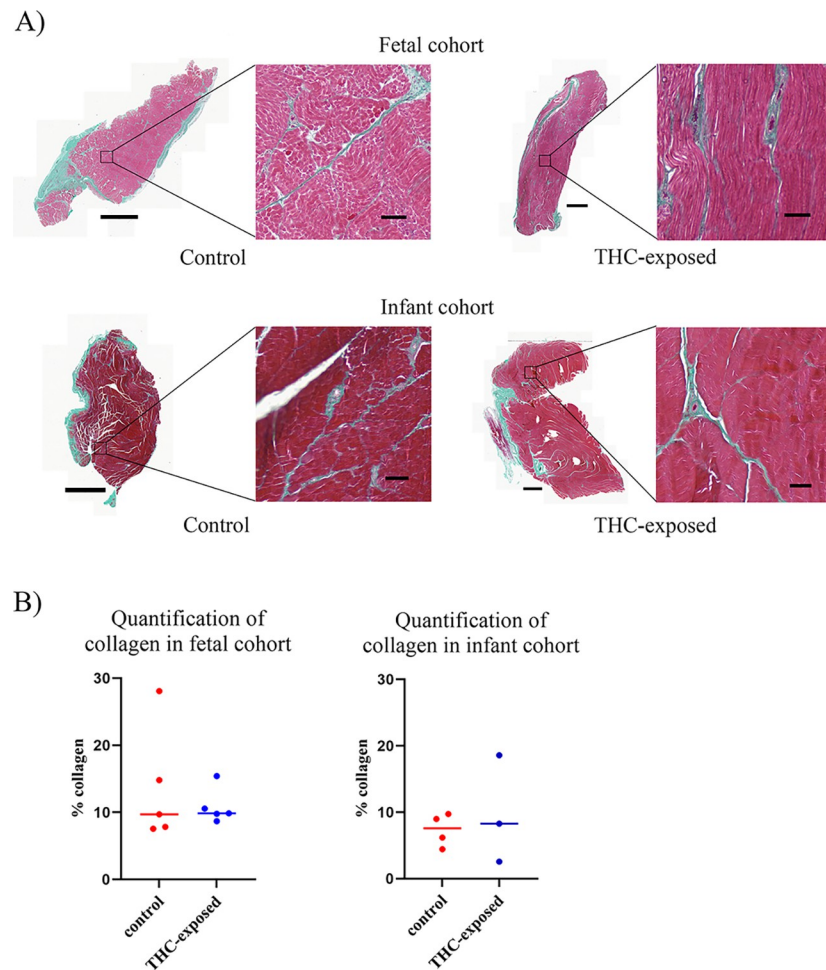 A)
Fetal cohort
Control
THC-exposed
Infant cohort
Control
THC-exposed
B)
Quantification of
collagen in fetal cohort
30
20
10
0
% collagen
control
THC-exposed
Quantification of
collagen in infant cohort
30
20
10
0
% collagen
control
THC-exposed